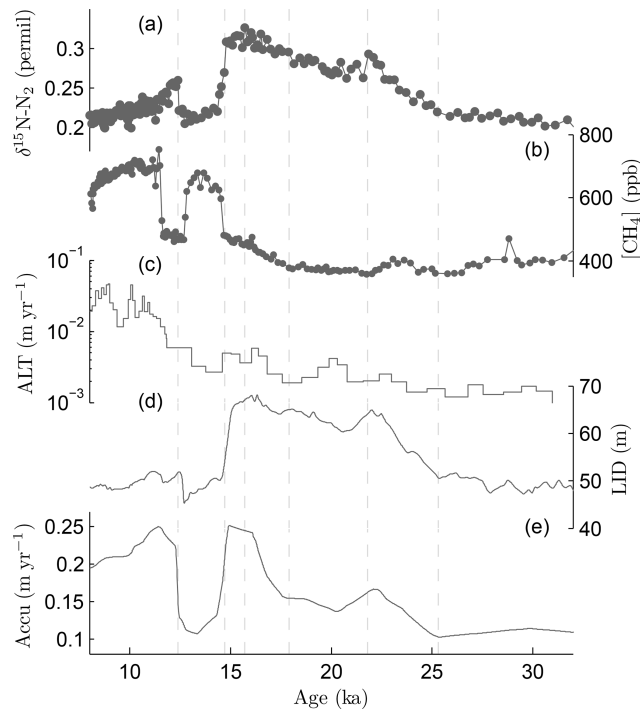 (a)
0.3
0.25
0.2
δ¹⁵N-N₂ (permil)
(b)
800
600
400
[CH₄] (ppb)
(c)
10⁻¹
10⁻²
10⁻³
ALT (m yr⁻¹)
(d)
70
60
50
40
LID (m)
(e)
0.25
0.2
0.15
0.1
Accu (m yr⁻¹)
10 15 20 25 30
Age (ka)